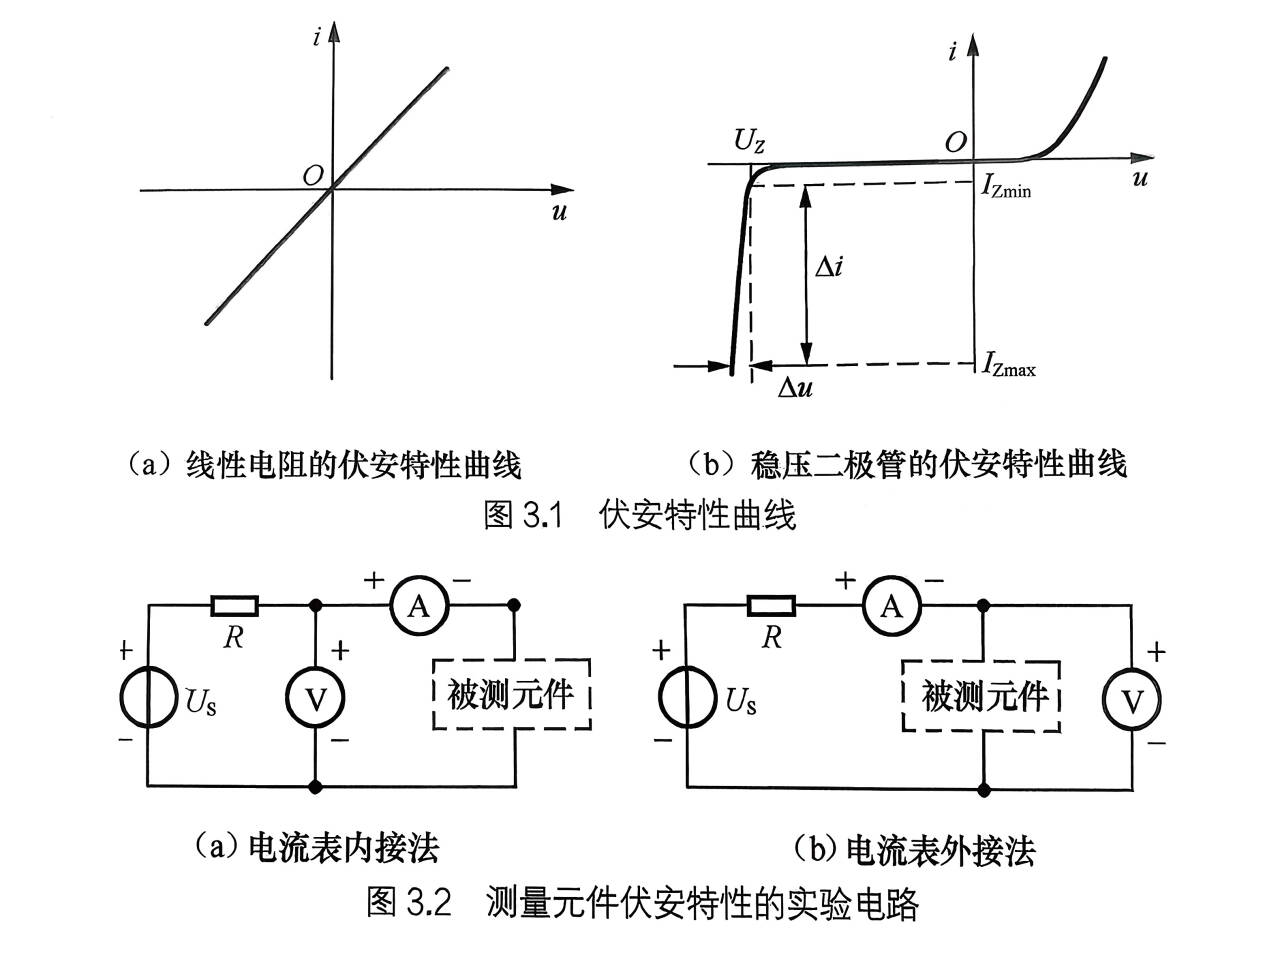 i
O
u
(a) 线性电阻的伏安特性曲线
i
U_Z
O
u
I_Zmin
Δi
I_Zmax
Δu
(b) 稳压二极管的伏安特性曲线
图 3.1 伏安特性曲线
+ A −
R
+
U_s
−
+
V
−
被测元件
(a) 电流表内接法
+ A −
R
+
U_s
−
被测元件
+
V
−
(b) 电流表外接法
图 3.2 测量元件伏安特性的实验电路